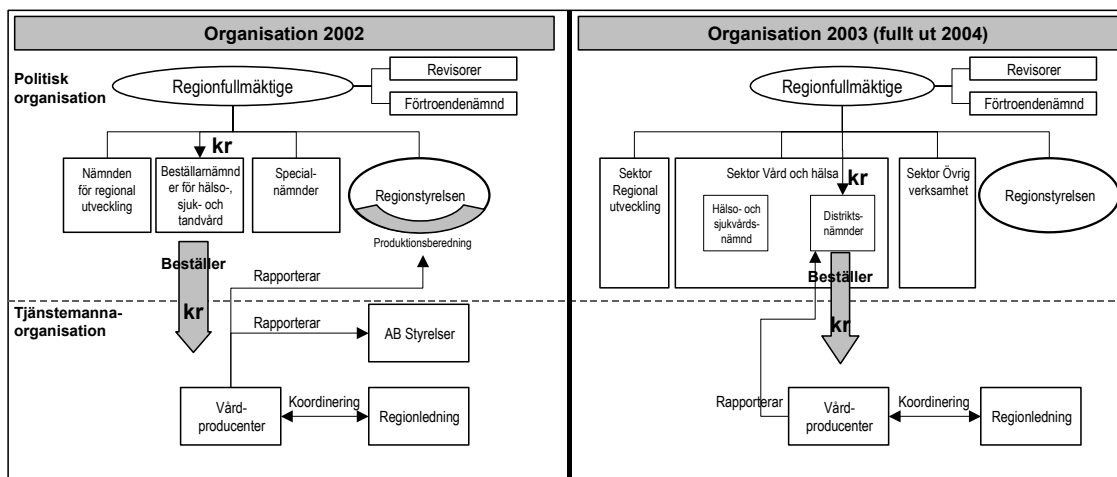 Organisation 2002
Politisk
organisation
Regionfullmäktige
Revisorer
Förtroendenämnd
kr
Nämnden
för regional
utveckling
Beställarnämnd
er för hälso-,
sjuk- och
tandvård
Special-
nämnder
Regionstyrelsen
Produktionsberedning
Beställer
Rapporterar
kr
Tjänstemanna-
organisation
Rapporterar
AB Styrelser
Vård-
producenter
Koordinering
Regionledning
Organisation 2003 (fullt ut 2004)
Regionfullmäktige
Revisorer
Förtroendenämnd
Sektor
Regional
utveckling
Sektor Vård och hälsa
kr
Hälso- och
sjukvårds-
nämnd
Distrikts-
nämnder
Sektor Övrig
verksamhet
Regionstyrelsen
Beställer
kr
Rapporterar
Vård-
producenter
Koordinering
Regionledning